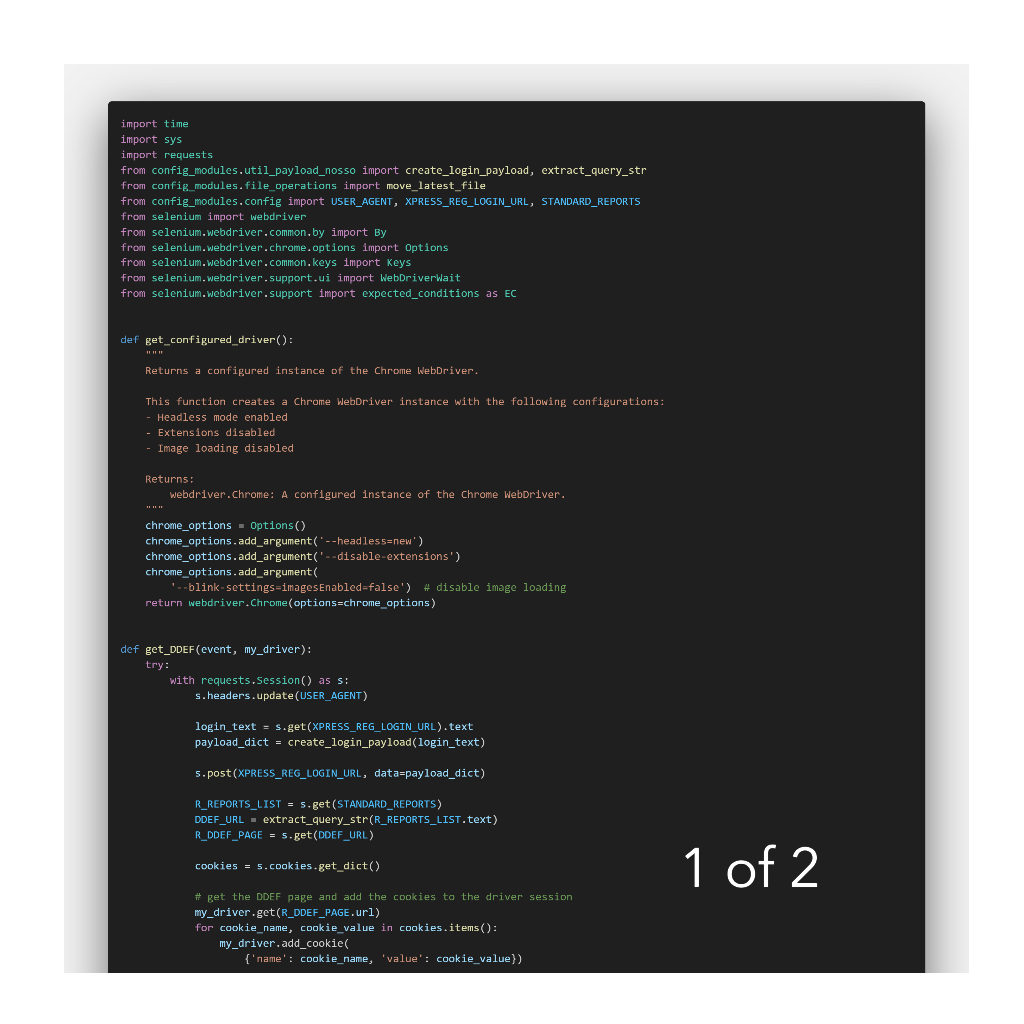 import time
import sys
import requests
from config_modules.util_payload_nosso import create_login_payload, extract_query_str
from config_modules.file_operations import move_latest_file
from config_modules.config import USER_AGENT, XPRESS_REG_LOGIN_URL, STANDARD_REPORTS
from selenium import webdriver
from selenium.webdriver.common.by import By
from selenium.webdriver.chrome.options import Options
from selenium.webdriver.common.keys import Keys
from selenium.webdriver.support.ui import WebDriverWait
from selenium.webdriver.support import expected_conditions as EC
def get_configured_driver():
    """
    Returns a configured instance of the Chrome WebDriver.
    This function creates a Chrome WebDriver instance with the following configurations:
    - Headless mode enabled
    - Extensions disabled
    - Image loading disabled
    Returns:
        webdriver.Chrome: A configured instance of the Chrome WebDriver.
    """
    chrome_options = Options()
    chrome_options.add_argument('--headless=new')
    chrome_options.add_argument('--disable-extensions')
    chrome_options.add_argument(
        '--blink-settings=imagesEnabled=false')  # disable image loading
    return webdriver.Chrome(options=chrome_options)
def get_DDEF(event, my_driver):
    try:
        with requests.Session() as s:
            s.headers.update(USER_AGENT)
            login_text = s.get(XPRESS_REG_LOGIN_URL).text
            payload_dict = create_login_payload(login_text)
            s.post(XPRESS_REG_LOGIN_URL, data=payload_dict)
            R_REPORTS_LIST = s.get(STANDARD_REPORTS)
            DDEF_URL = extract_query_str(R_REPORTS_LIST.text)
            R_DDEF_PAGE = s.get(DDEF_URL)
            cookies = s.cookies.get_dict()
            # get the DDEF page and add the cookies to the driver session
            my_driver.get(R_DDEF_PAGE.url)
            for cookie_name, cookie_value in cookies.items():
                my_driver.add_cookie(
                    {'name': cookie_name, 'value': cookie_value})
1 of 2